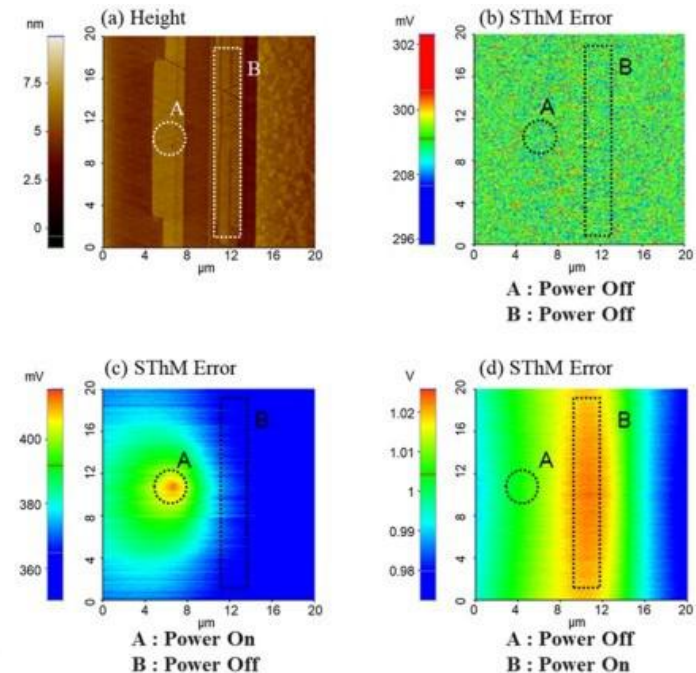 (a) Height
nm
7.5
5
2.5
0
20
16
12
8
4
0
A
B
0 4 8 12 16 20
µm
(b) SThM Error
mV
302
300
298
296
20
16
12
8
4
0
A
B
0 4 8 12 16 20
µm
A : Power Off
B : Power Off
(c) SThM Error
mV
400
380
360
20
16
12
8
4
0
A
B
0 4 8 12 16 20
µm
A : Power On
B : Power Off
(d) SThM Error
V
1.02
1.01
1
0.99
0.98
20
16
12
8
4
0
A
B
0 4 8 12 16 20
µm
A : Power Off
B : Power On